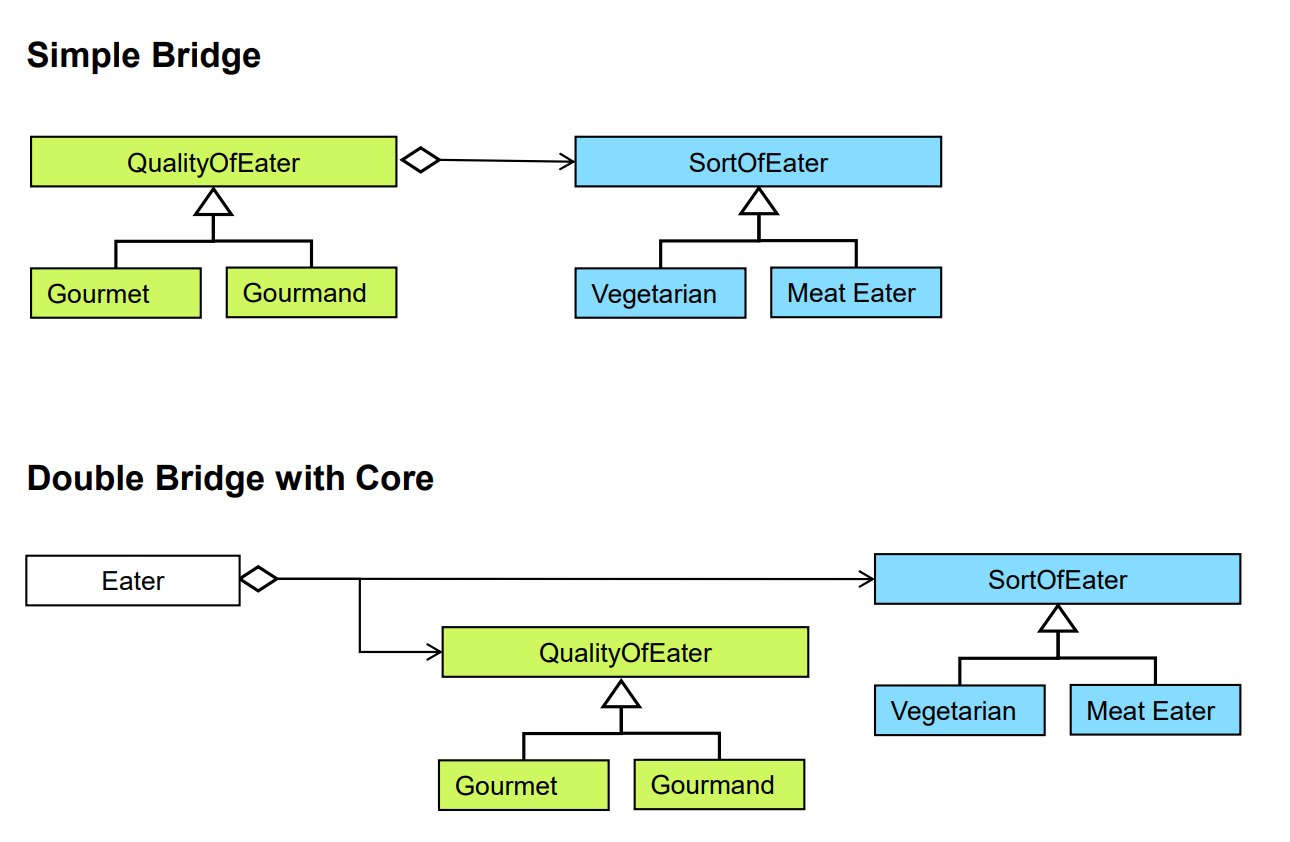 Simple Bridge
QualityOfEater
SortOfEater
Gourmet
Gourmand
Vegetarian
Meat Eater
Double Bridge with Core
Eater
SortOfEater
QualityOfEater
Vegetarian
Meat Eater
Gourmet
Gourmand